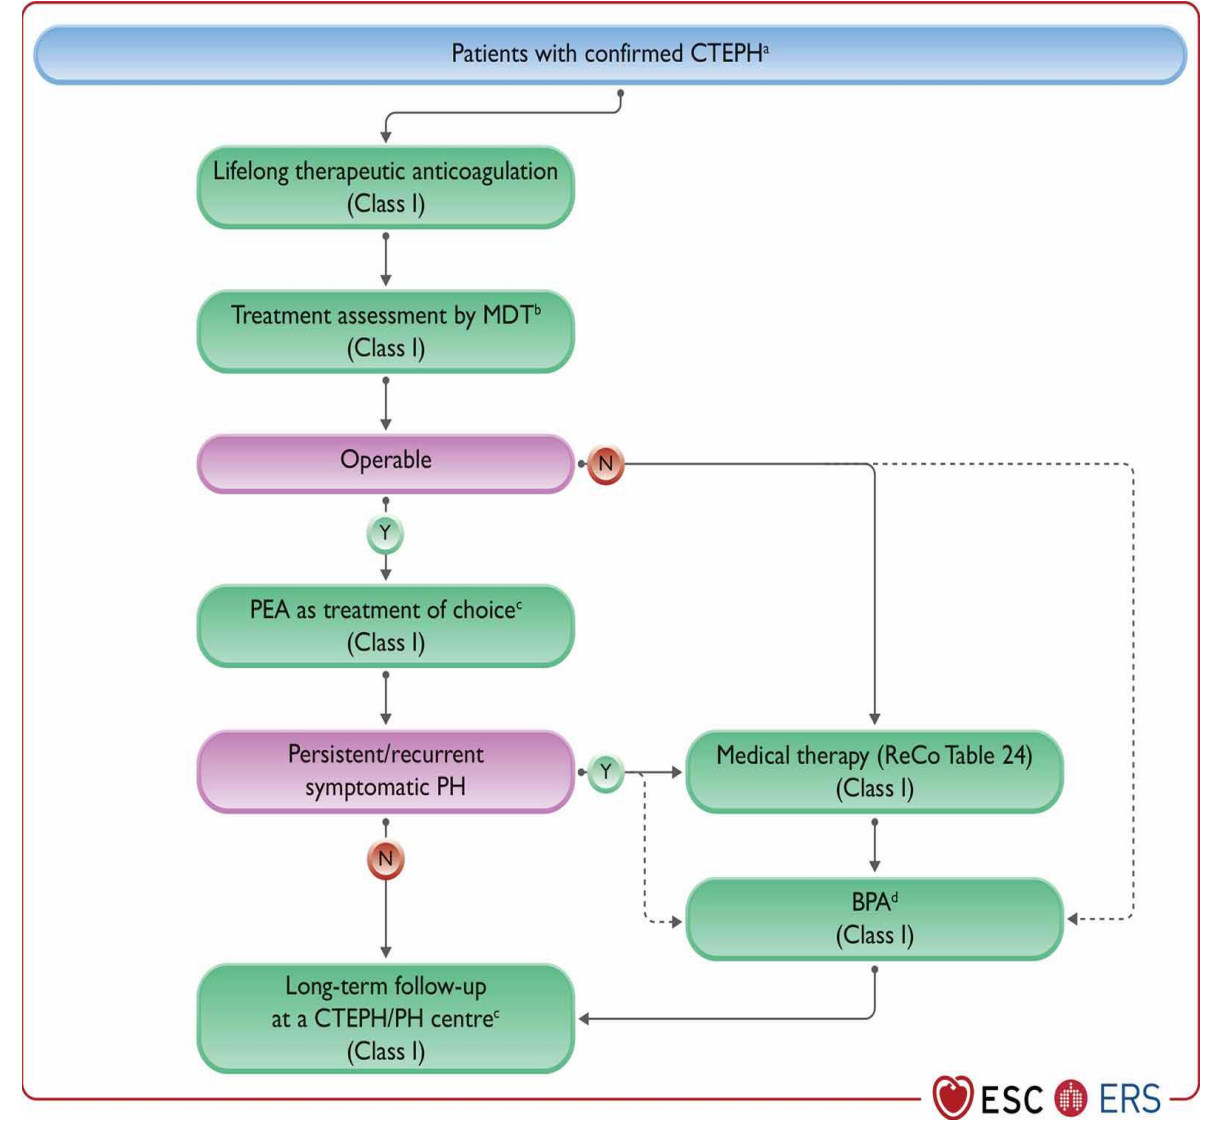 Patients with confirmed CTEPHᵃ
Lifelong therapeutic anticoagulation
(Class I)
Treatment assessment by MDTᵇ
(Class I)
Operable
N
Y
PEA as treatment of choiceᶜ
(Class I)
Persistent/recurrent
symptomatic PH
Y
Medical therapy (ReCo Table 24)
(Class I)
N
BPAᵈ
(Class I)
Long-term follow-up
at a CTEPH/PH centreᶜ
(Class I)
ESC ERS